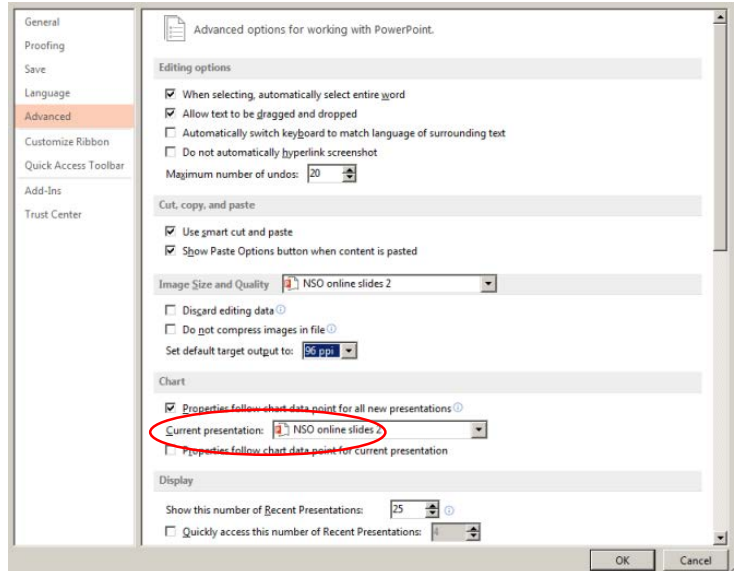 General
Proofing
Save
Language
Advanced
Customize Ribbon
Quick Access Toolbar
Add-Ins
Trust Center
Advanced options for working with PowerPoint.
Editing options
When selecting, automatically select entire word
Allow text to be dragged and dropped
Automatically switch keyboard to match language of surrounding text
Do not automatically hyperlink screenshot
Maximum number of undos: 20
Cut, copy, and paste
Use smart cut and paste
Show Paste Options button when content is pasted
Image Size and Quality NSO online slides 2
Discard editing data
Do not compress images in file
Set default target output to: 96 ppi
Chart
Properties follow chart data point for all new presentations
Current presentation: NSO online slides 2
Properties follow chart data point for current presentation
Display
Show this number of Recent Presentations: 25
Quickly access this number of Recent Presentations: 4
OK Cancel